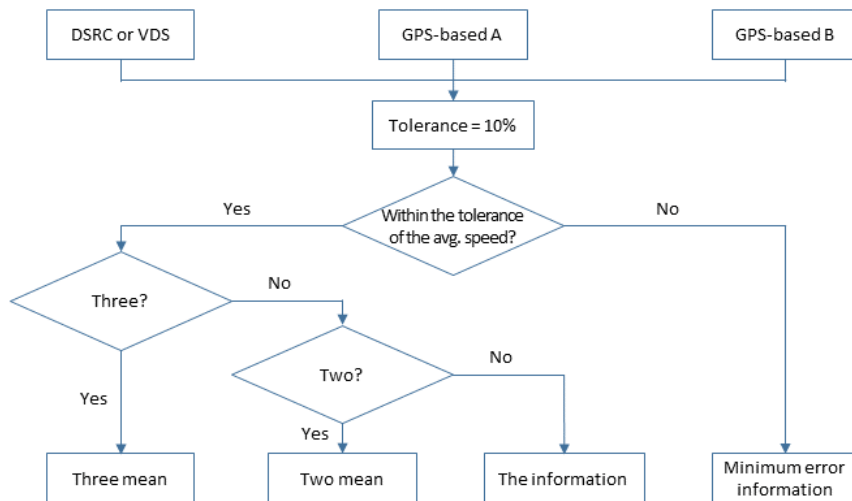 DSRC or VDS
GPS-based A
GPS-based B
Tolerance = 10%
Yes
Within the tolerance
of the avg. speed?
No
Three?
No
Two?
No
Yes
Yes
Three mean
Two mean
The information
Minimum error
information